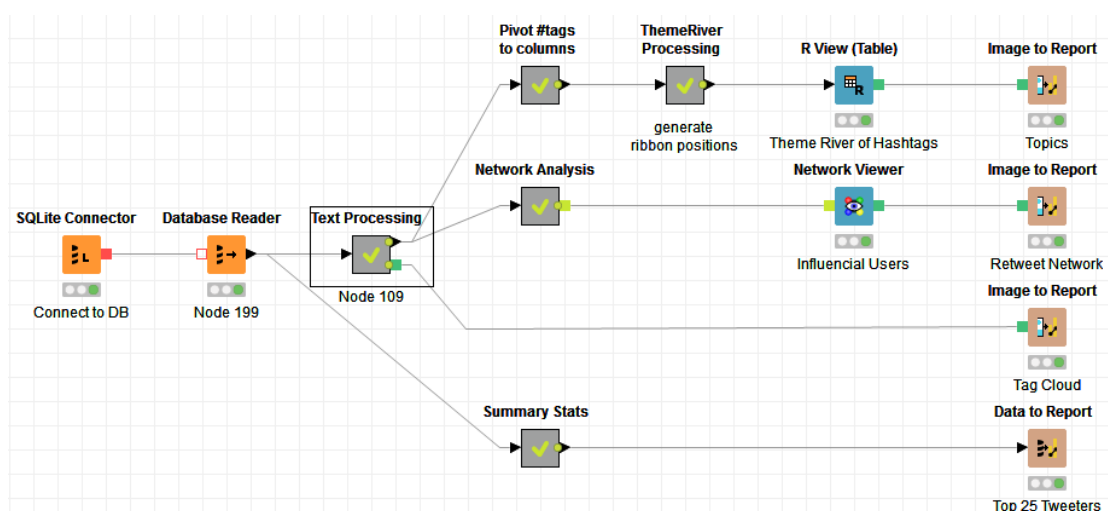 Pivot #tags
to columns
ThemeRiver
Processing
R View (Table)
Image to Report
generate
ribbon positions
Theme River of Hashtags
Topics
Network Analysis
Network Viewer
Image to Report
SQLite Connector
Database Reader
Text Processing
Influencial Users
Retweet Network
Connect to DB
Node 199
Node 109
Image to Report
Tag Cloud
Summary Stats
Data to Report
Top 25 Tweeters